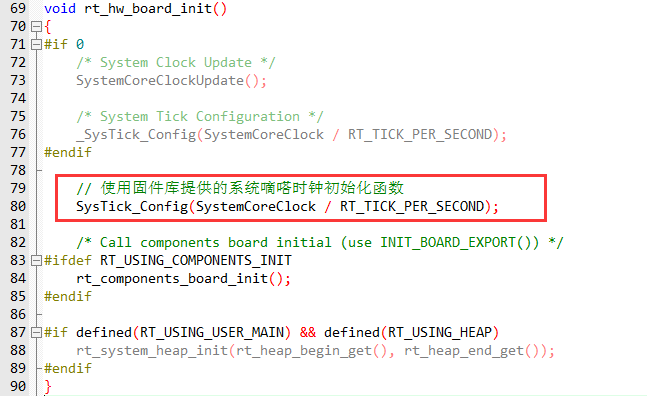 69 void rt_hw_board_init()
70 {
71 #if 0
72     /* System Clock Update */
73     SystemCoreClockUpdate();
74
75     /* System Tick Configuration */
76     _SysTick_Config(SystemCoreClock / RT_TICK_PER_SECOND);
77 #endif
78
79     // 使用固件库提供的系统嘀嗒时钟初始化函数
80     SysTick_Config(SystemCoreClock / RT_TICK_PER_SECOND);
81
82     /* Call components board initial (use INIT_BOARD_EXPORT()) */
83 #ifdef RT_USING_COMPONENTS_INIT
84     rt_components_board_init();
85 #endif
86
87 #if defined(RT_USING_USER_MAIN) && defined(RT_USING_HEAP)
88     rt_system_heap_init(rt_heap_begin_get(), rt_heap_end_get());
89 #endif
90 }